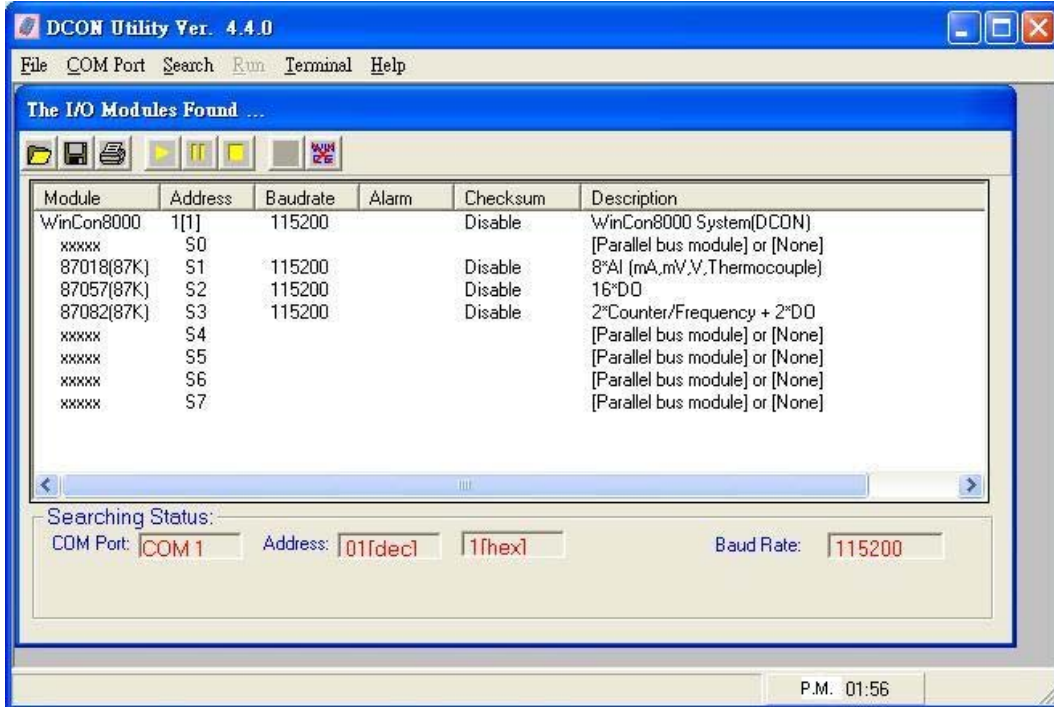 DCON Utility Ver. 4.4.0
File COM Port Search Run Terminal Help
The I/O Modules Found ...
Module Address Baudrate Alarm Checksum Description
WinCon8000 1[1] 115200 Disable WinCon8000 System(DCON)
xxxxx S0 [Parallel bus module] or [None]
87018(87K) S1 115200 Disable 8*AI (mA,mV,V,Thermocouple)
87057(87K) S2 115200 Disable 16*DO
87082(87K) S3 115200 Disable 2*Counter/Frequency + 2*DO
xxxxx S4 [Parallel bus module] or [None]
xxxxx S5 [Parallel bus module] or [None]
xxxxx S6 [Parallel bus module] or [None]
xxxxx S7 [Parallel bus module] or [None]
Searching Status:
COM Port: COM 1 Address: 01[dec] 1[hex] Baud Rate: 115200
P.M. 01:56